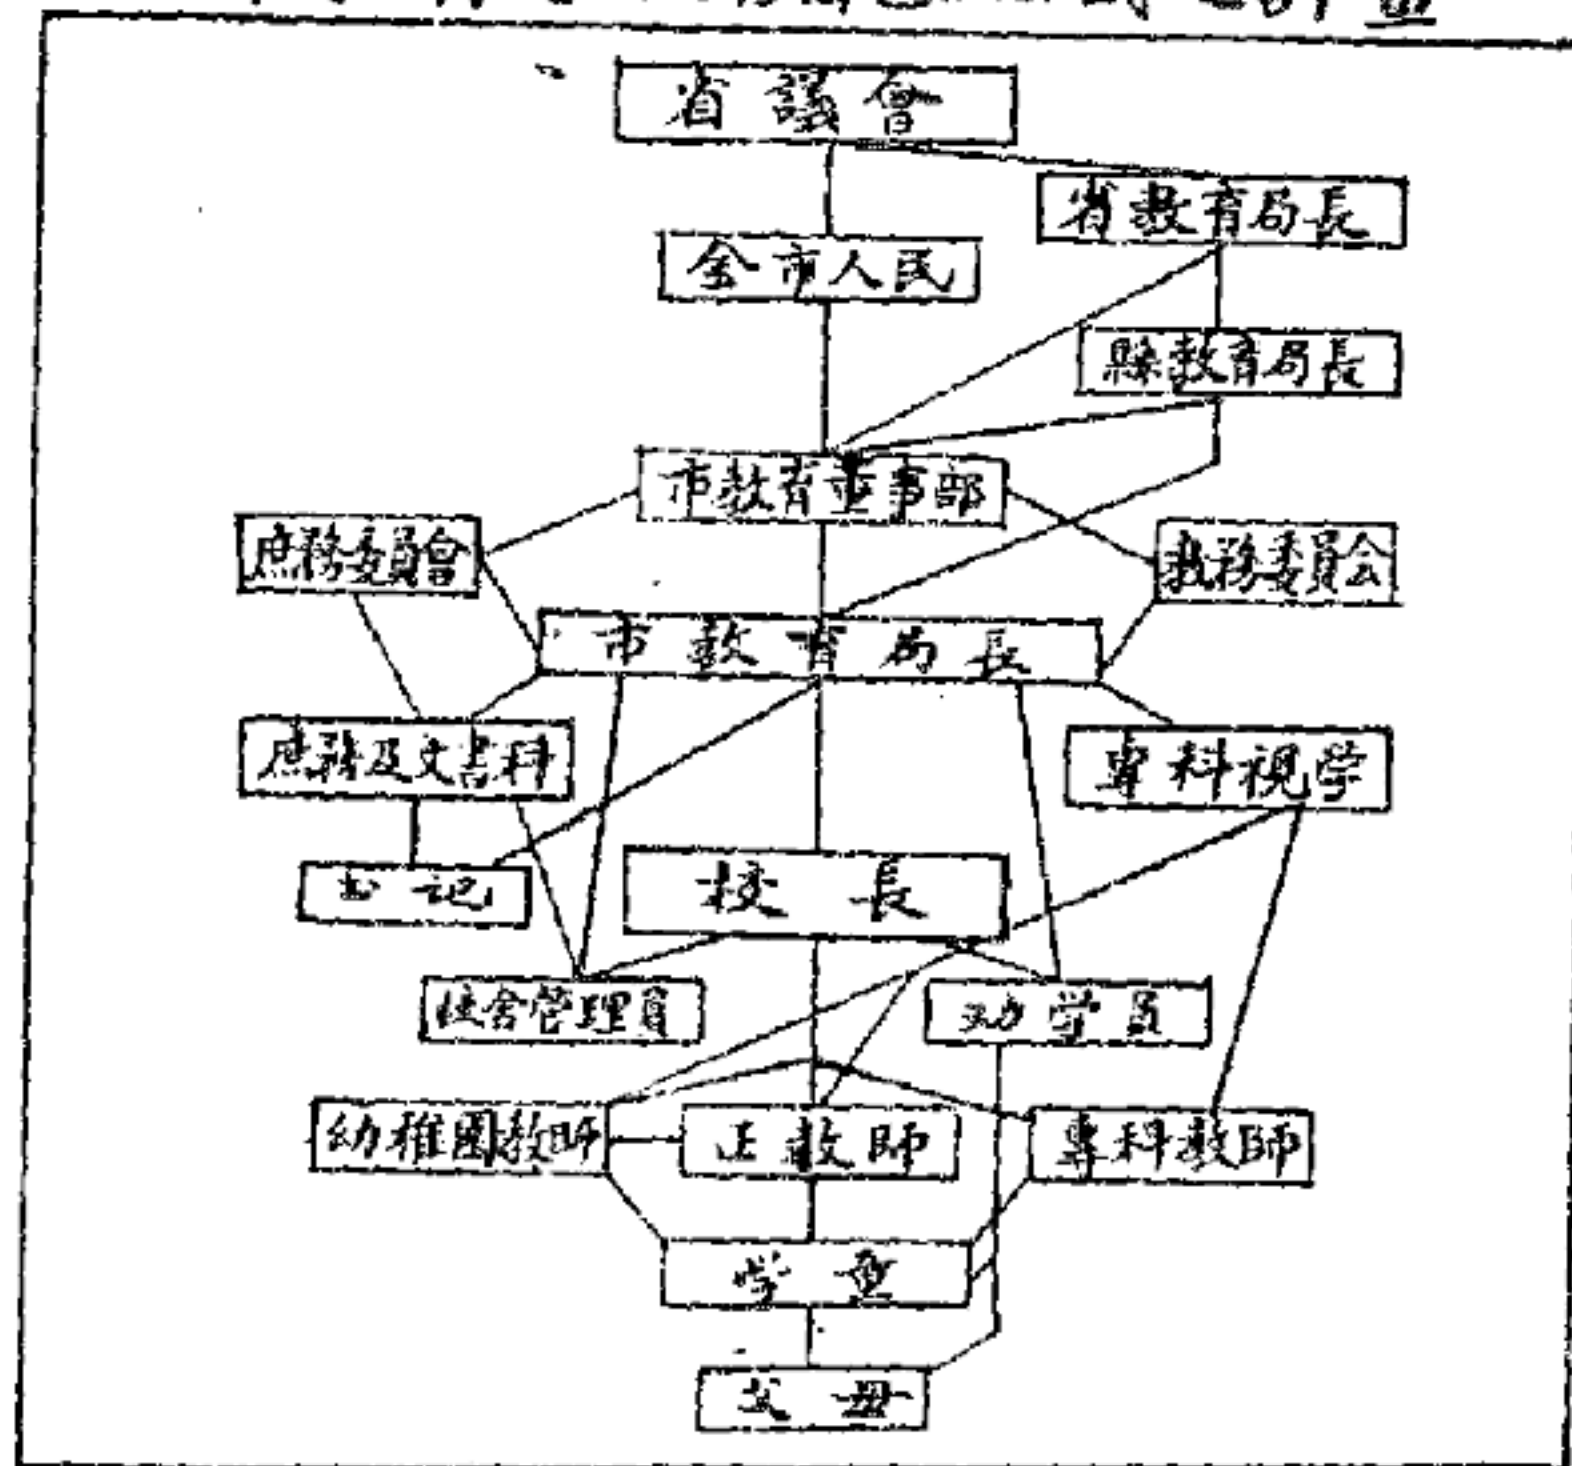 省議會
省教育局長
全市人民
縣教育局長
市教育董事部
庶務委員會
教務委員会
市教育局長
庶務及文書科
專科視学
書記
校長
校舍管理員
幼稚園教師
正教師
專科教師
学童
父母